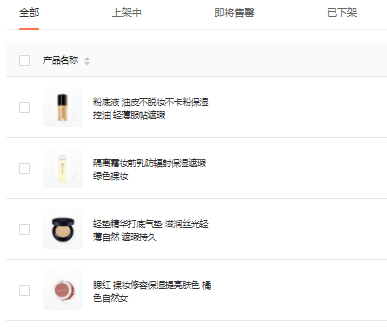 全部 上架中 即将售罄 已下架
产品名称
粉底液 油皮不脱妆不卡粉保湿
控油 轻薄服帖遮瑕
隔离霜妆前乳防辐射保湿遮瑕
绿色裸妆
轻垫精华打底气垫 滋润丝光轻
薄自然 遮瑕持久
腮红 裸妆修容保湿提亮肤色 橘
色自然女